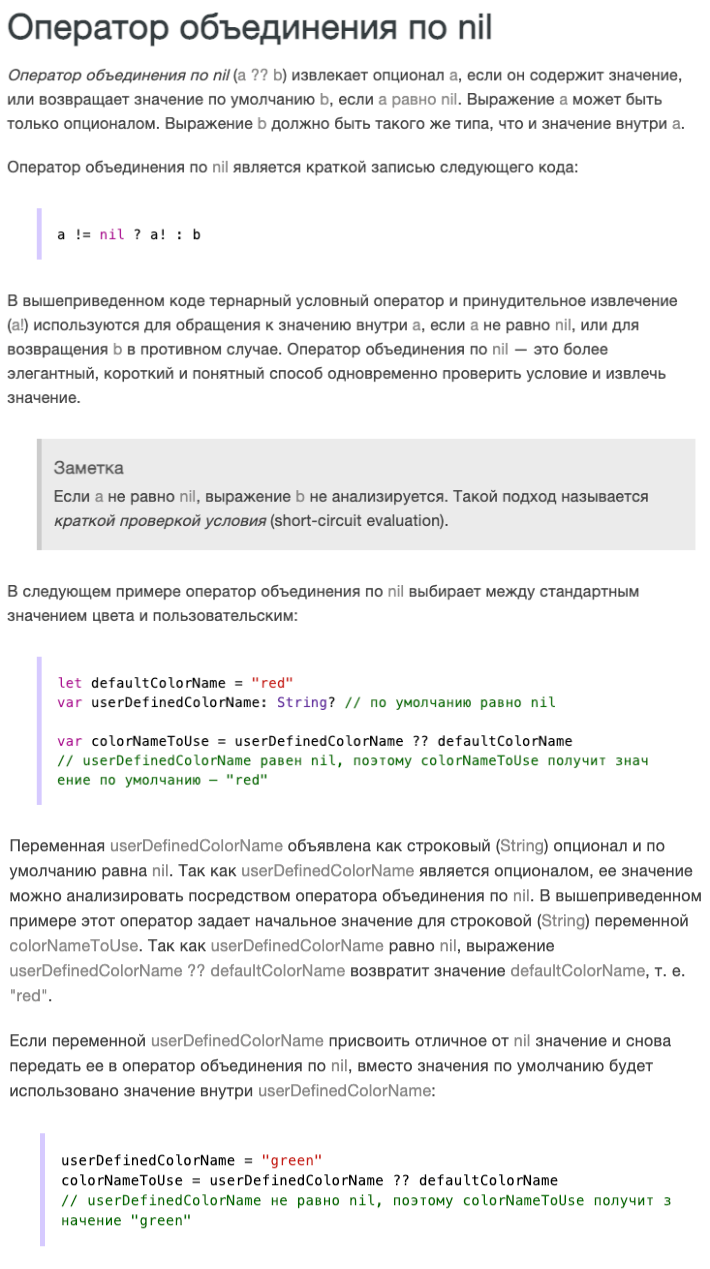 Оператор объединения по nil
Оператор объединения по nil (a ?? b) извлекает опционал a, если он содержит значение,
или возвращает значение по умолчанию b, если a равно nil. Выражение a может быть
только опционалом. Выражение b должно быть такого же типа, что и значение внутри a.
Оператор объединения по nil является краткой записью следующего кода:
a != nil ? a! : b
В вышеприведенном коде тернарный условный оператор и принудительное извлечение
(a!) используются для обращения к значению внутри a, если a не равно nil, или для
возвращения b в противном случае. Оператор объединения по nil — это более
элегантный, короткий и понятный способ одновременно проверить условие и извлечь
значение.
Заметка
Если a не равно nil, выражение b не анализируется. Такой подход называется
краткой проверкой условия (short-circuit evaluation).
В следующем примере оператор объединения по nil выбирает между стандартным
значением цвета и пользовательским:
let defaultColorName = "red"
var userDefinedColorName: String? // по умолчанию равно nil
var colorNameToUse = userDefinedColorName ?? defaultColorName
// userDefinedColorName равен nil, поэтому colorNameToUse получит знач
ение по умолчанию — "red"
Переменная userDefinedColorName объявлена как строковый (String) опционал и по
умолчанию равна nil. Так как userDefinedColorName является опционалом, ее значение
можно анализировать посредством оператора объединения по nil. В вышеприведенном
примере этот оператор задает начальное значение для строковой (String) переменной
colorNameToUse. Так как userDefinedColorName равно nil, выражение
userDefinedColorName ?? defaultColorName возвратит значение defaultColorName, т. е.
"red".
Если переменной userDefinedColorName присвоить отличное от nil значение и снова
передать ее в оператор объединения по nil, вместо значения по умолчанию будет
использовано значение внутри userDefinedColorName:
userDefinedColorName = "green"
colorNameToUse = userDefinedColorName ?? defaultColorName
// userDefinedColorName не равно nil, поэтому colorNameToUse получит з
начение "green"